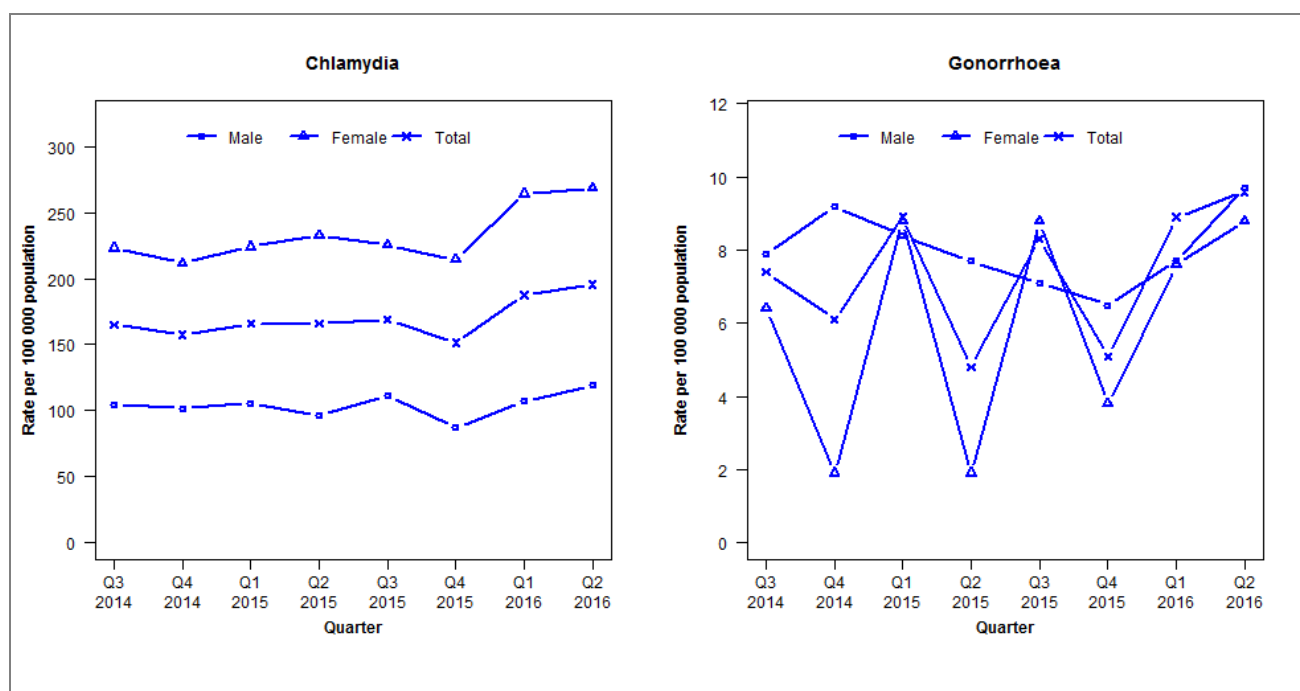 Chlamydia
Male Female Total
300
250
200
150
100
50
0
Rate per 100 000 population
Q3 Q4 Q1 Q2 Q3 Q4 Q1 Q2
2014 2014 2015 2015 2015 2015 2016 2016
Quarter
Gonorrhoea
Male Female Total
12
10
8
6
4
2
0
Rate per 100 000 population
Q3 Q4 Q1 Q2 Q3 Q4 Q1 Q2
2014 2014 2015 2015 2015 2015 2016 2016
Quarter